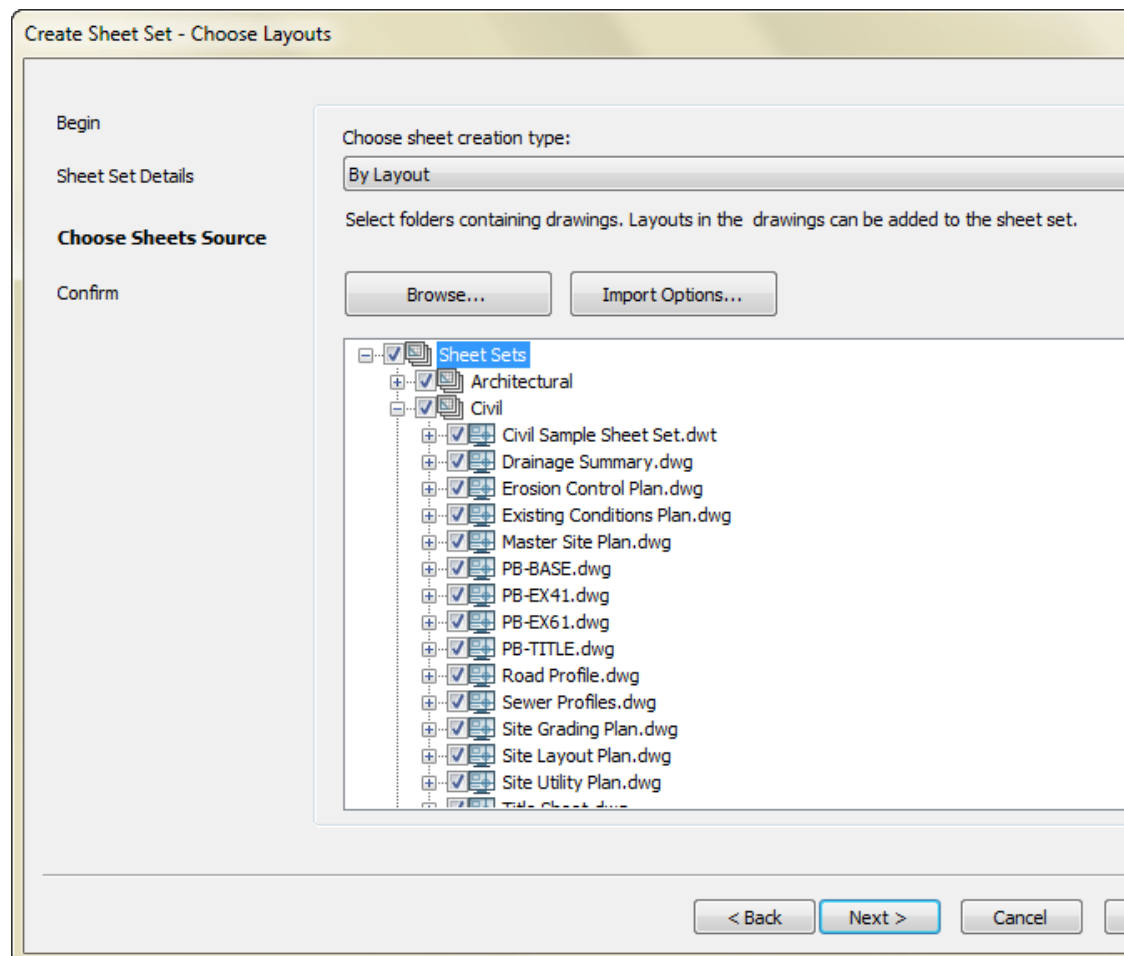 Create Sheet Set - Choose Layouts
Begin
Sheet Set Details
Choose Sheets Source
Confirm
Choose sheet creation type:
By Layout
Select folders containing drawings. Layouts in the drawings can be added to the sheet set.
Browse... Import Options...
Sheet Sets
Architectural
Civil
Civil Sample Sheet Set.dwt
Drainage Summary.dwg
Erosion Control Plan.dwg
Existing Conditions Plan.dwg
Master Site Plan.dwg
PB-BASE.dwg
PB-EX41.dwg
PB-EX61.dwg
PB-TITLE.dwg
Road Profile.dwg
Sewer Profiles.dwg
Site Grading Plan.dwg
Site Layout Plan.dwg
Site Utility Plan.dwg
Title Sheet.dwg
< Back Next > Cancel